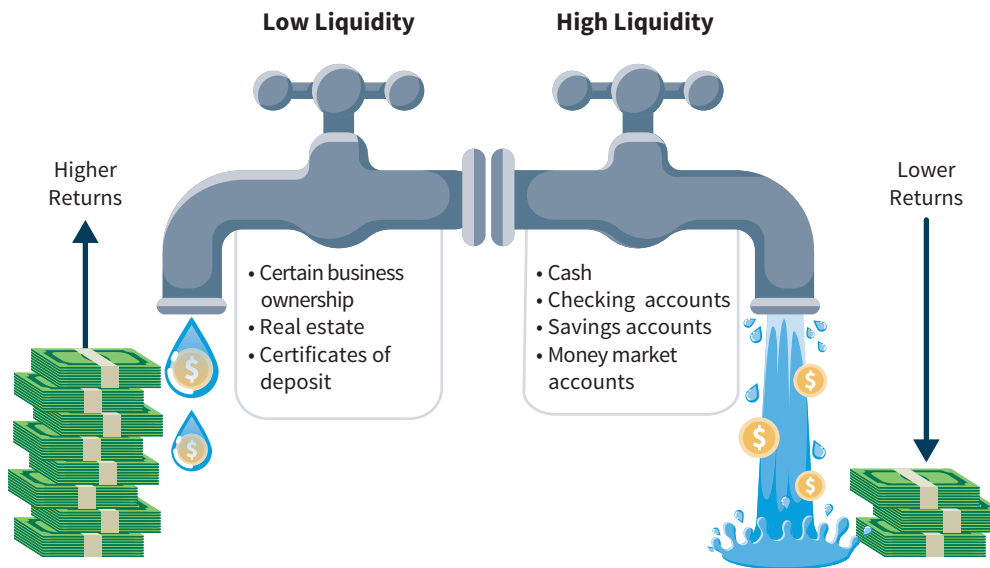 Low Liquidity
High Liquidity
Higher
Returns
Lower
Returns
• Certain business
ownership
• Real estate
• Certificates of
deposit
• Cash
• Checking accounts
• Savings accounts
• Money market
accounts
$
$
$
$
$